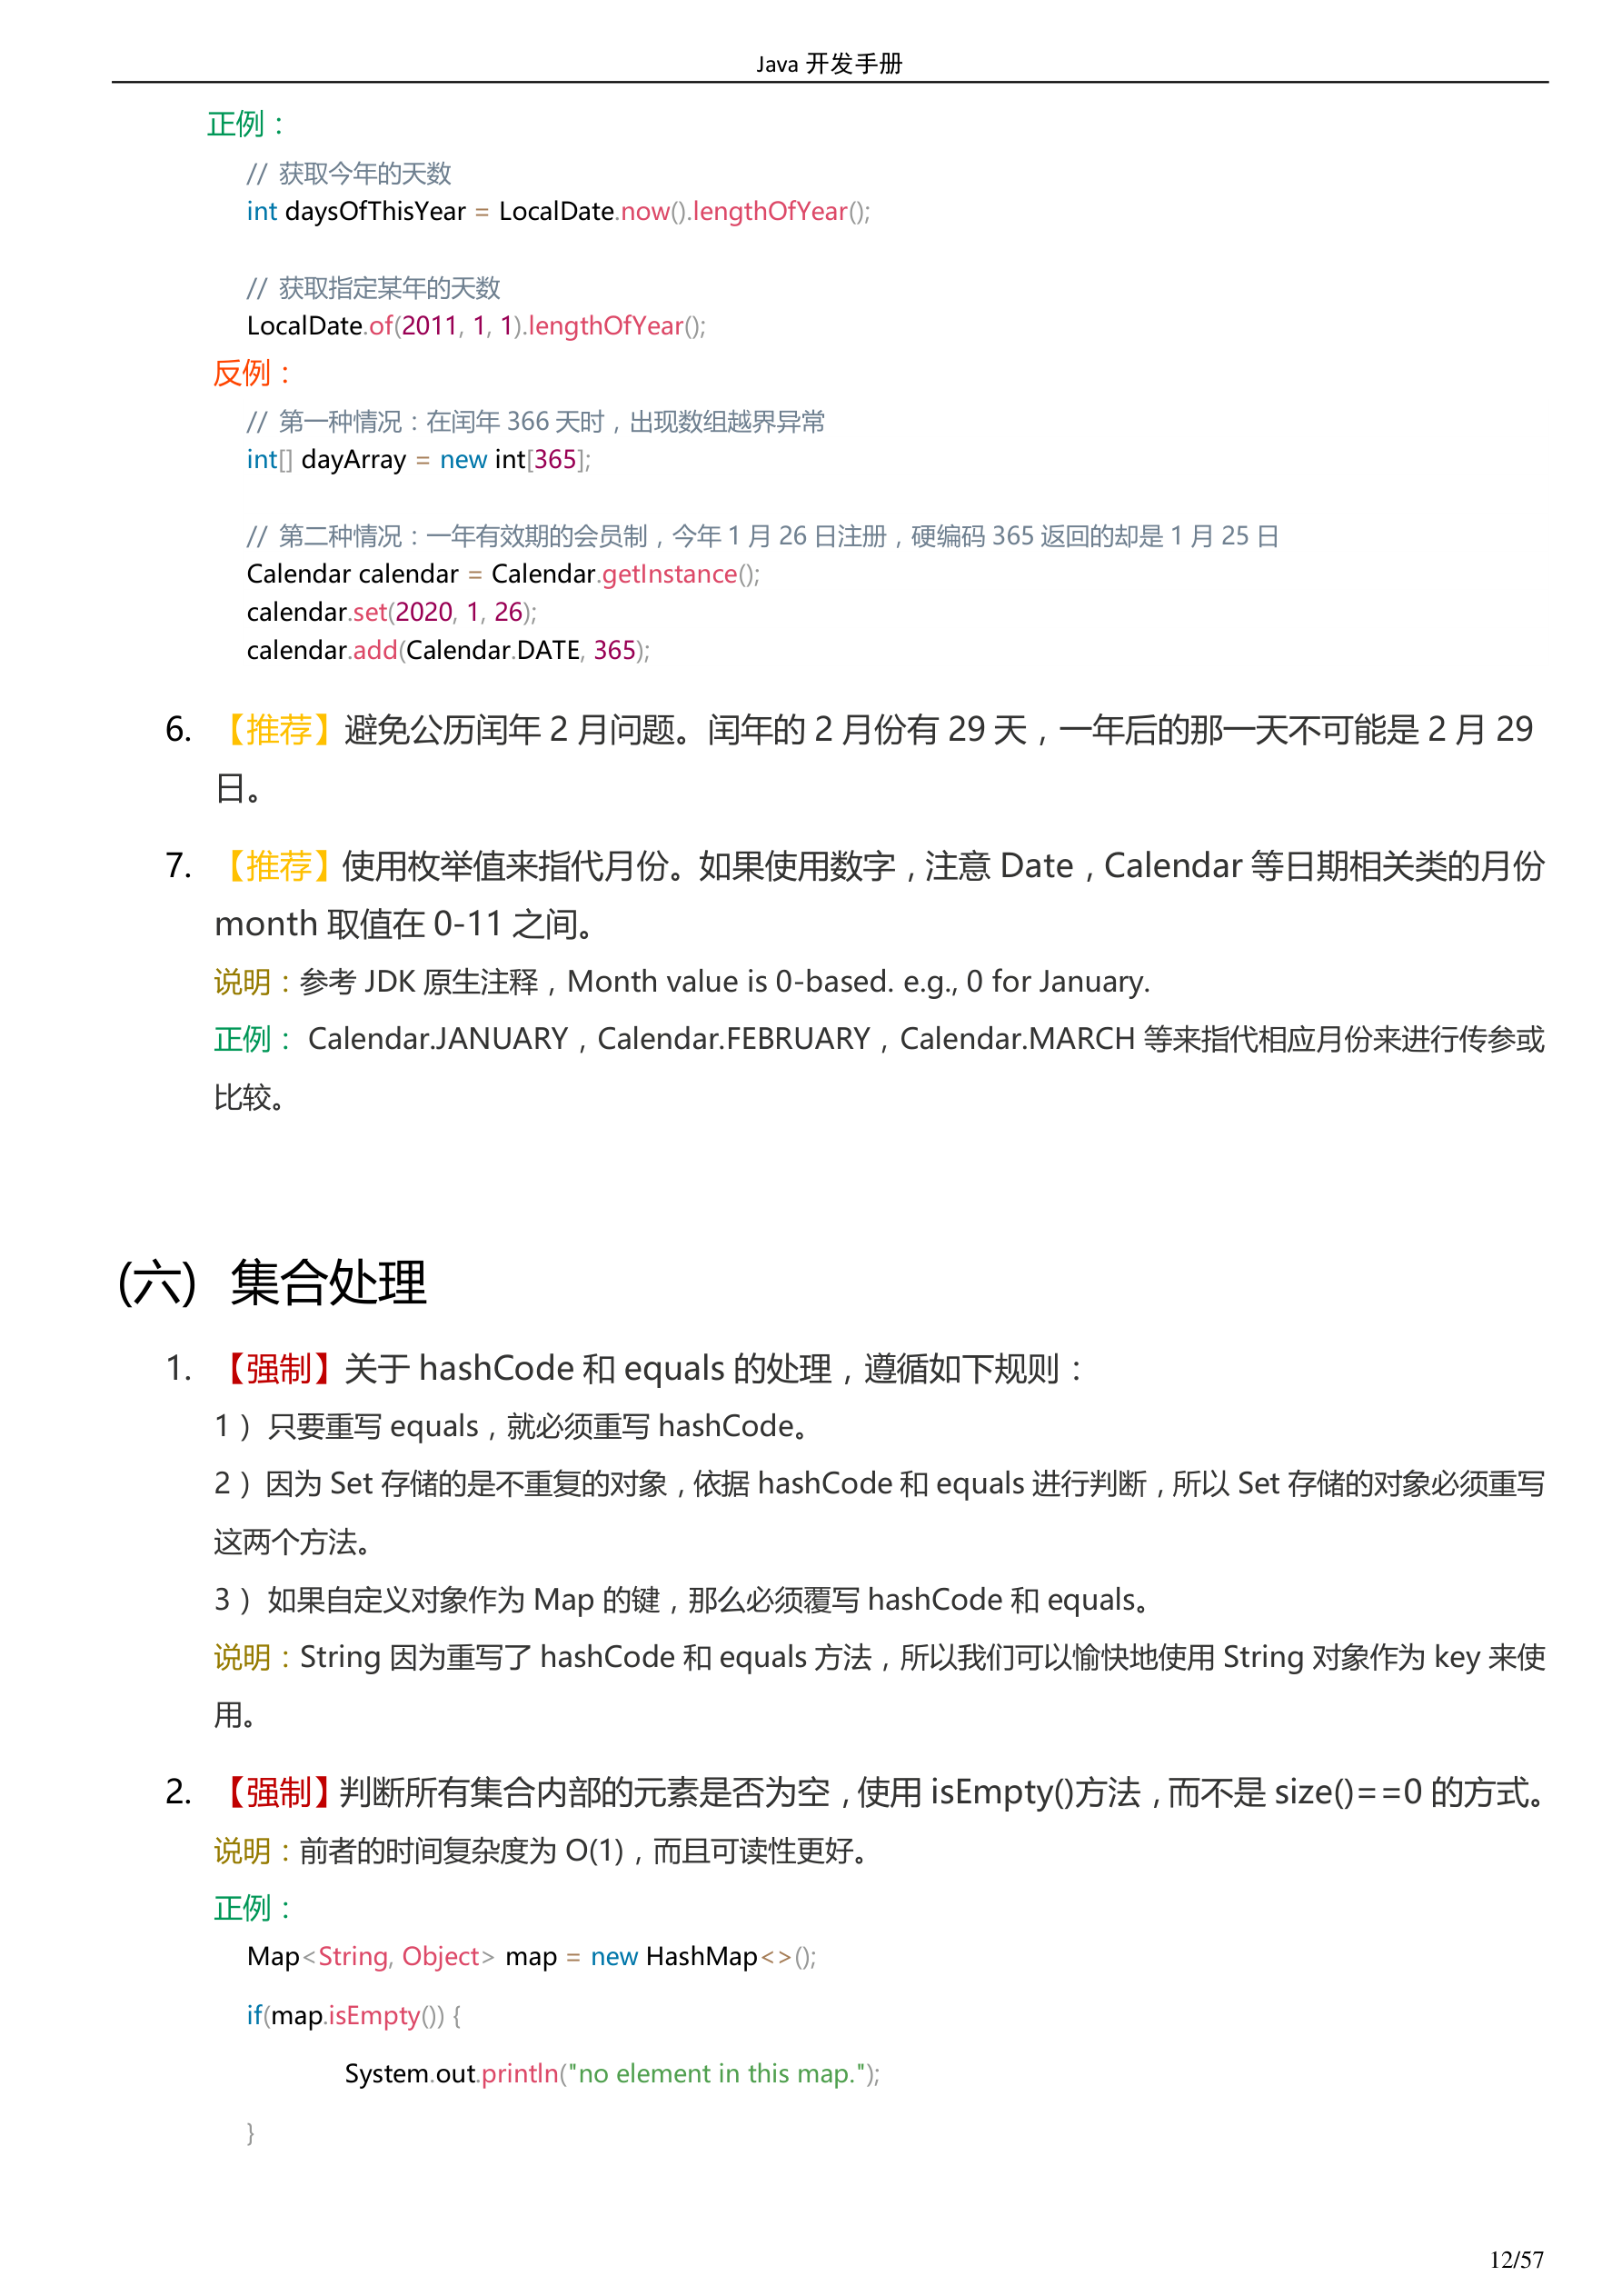 Java 开发手册
正例：
// 获取今年的天数
int daysOfThisYear = LocalDate.now().lengthOfYear();
// 获取指定某年的天数
LocalDate.of(2011, 1, 1).lengthOfYear();
反例：
// 第一种情况：在闰年 366 天时，出现数组越界异常
int[] dayArray = new int[365];
// 第二种情况：一年有效期的会员制，今年 1 月 26 日注册，硬编码 365 返回的却是 1 月 25 日
Calendar calendar = Calendar.getInstance();
calendar.set(2020, 1, 26);
calendar.add(Calendar.DATE, 365);
6. 【推荐】避免公历闰年 2 月问题。闰年的 2 月份有 29 天，一年后的那一天不可能是 2 月 29
日。
7. 【推荐】使用枚举值来指代月份。如果使用数字，注意 Date，Calendar 等日期相关类的月份
month 取值在 0-11 之间。
说明：参考 JDK 原生注释，Month value is 0-based. e.g., 0 for January.
正例： Calendar.JANUARY，Calendar.FEBRUARY，Calendar.MARCH 等来指代相应月份来进行传参或
比较。
(六) 集合处理
1. 【强制】关于 hashCode 和 equals 的处理，遵循如下规则：
1） 只要重写 equals，就必须重写 hashCode。
2） 因为 Set 存储的是不重复的对象，依据 hashCode 和 equals 进行判断，所以 Set 存储的对象必须重写
这两个方法。
3） 如果自定义对象作为 Map 的键，那么必须覆写 hashCode 和 equals。
说明：String 因为重写了 hashCode 和 equals 方法，所以我们可以愉快地使用 String 对象作为 key 来使
用。
2. 【强制】判断所有集合内部的元素是否为空，使用 isEmpty()方法，而不是 size()==0 的方式。
说明：前者的时间复杂度为 O(1)，而且可读性更好。
正例：
Map<String, Object> map = new HashMap<>();
if(map.isEmpty()) {
System.out.println("no element in this map.");
}
12/57